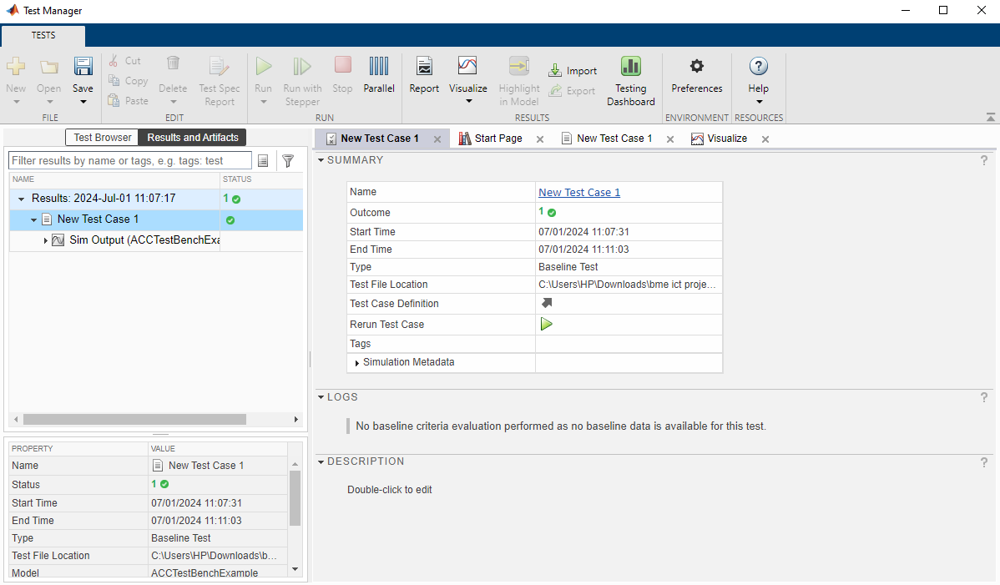 Test Manager
TESTS
New
Open
Save
Cut
Copy
Paste
Delete
Test Spec
Report
Run
Run with
Stepper
Stop
Parallel
Report
Visualize
Highlight
in Model
Import
Export
Testing
Dashboard
Preferences
Help
FILE
EDIT
RUN
RESULTS
ENVIRONMENT
RESOURCES
Test Browser
Results and Artifacts
New Test Case 1
Start Page
New Test Case 1
Visualize
Filter results by name or tags, e.g. tags: test
NAME STATUS
Results: 2024-Jul-01 11:07:17 1
New Test Case 1
Sim Output (ACCTestBenchExa
PROPERTY VALUE
Name New Test Case 1
Status 1
Start Time 07/01/2024 11:07:31
End Time 07/01/2024 11:11:03
Type Baseline Test
Test File Location C:\Users\HP\Downloads\b...
Model ACCTestBenchExample
SUMMARY ?
Name New Test Case 1
Outcome 1
Start Time 07/01/2024 11:07:31
End Time 07/01/2024 11:11:03
Type Baseline Test
Test File Location C:\Users\HP\Downloads\bme ict proje...
Test Case Definition
Rerun Test Case
Tags
Simulation Metadata
LOGS ?
No baseline criteria evaluation performed as no baseline data is available for this test.
DESCRIPTION ?
Double-click to edit